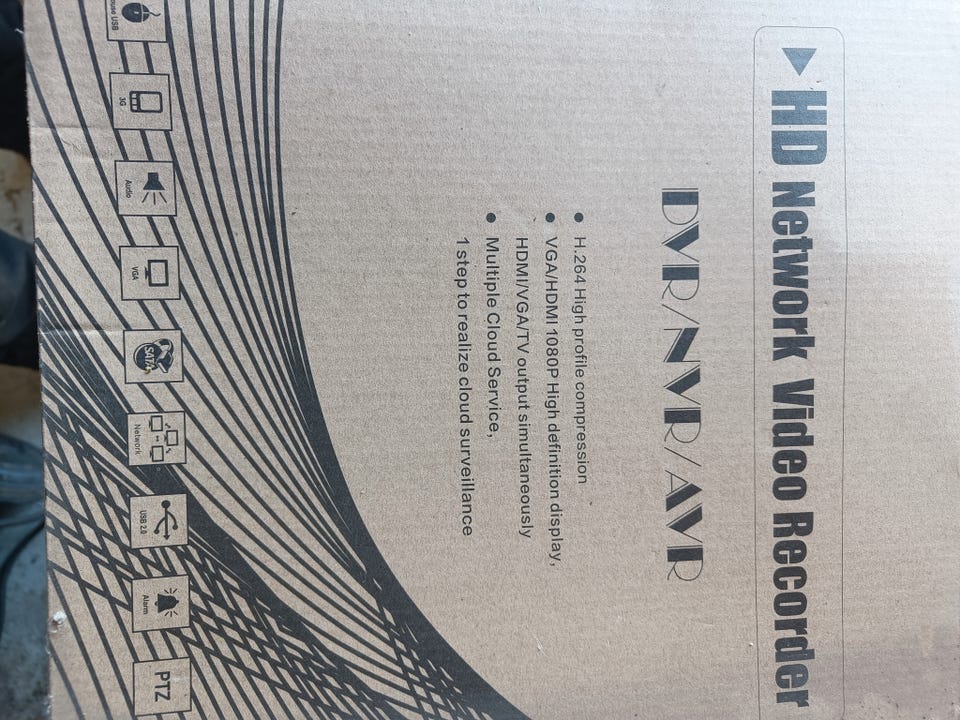 HD Network Video Recorder
DVR/NVR/AVR
● H.264 High profile compression
● VGA/HDMI 1080P High definition display,
HDMI/VGA/TV output simultaneously
● Multiple Cloud Service,
1 step to realize cloud surveillance
USB
3G
Audio
VGA
SATA
Network
USB 2.0
Alarm
PTZ